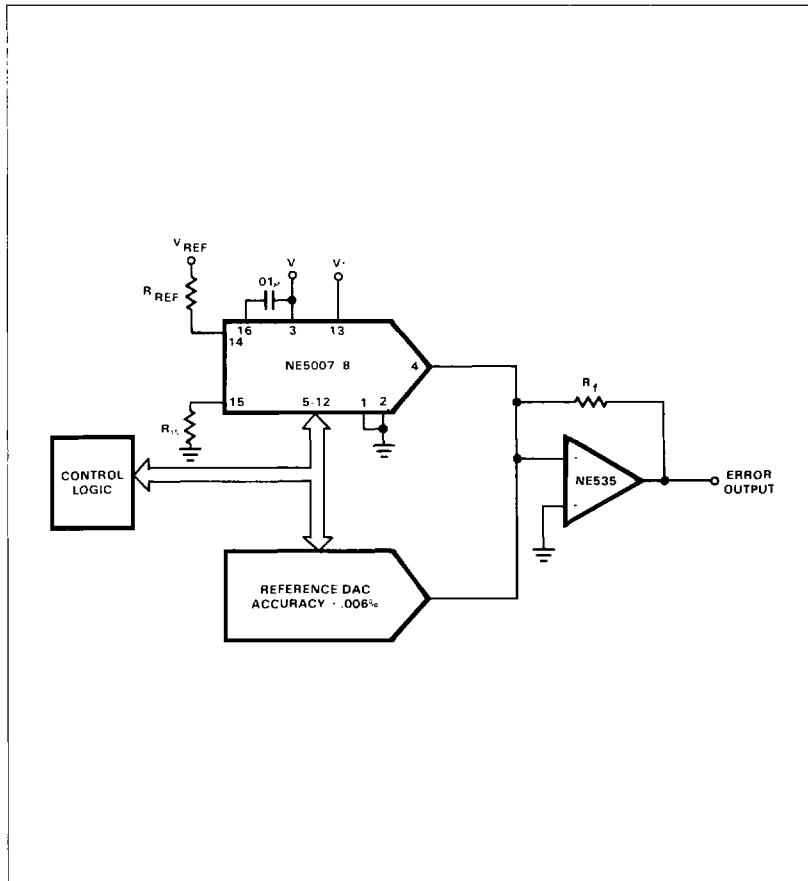 V REF
R REF
.01µ
V
V
16
3
13
14
NE5007 8
4
15
5-12
1
2
R
R f
CONTROL
LOGIC
-
NE535
ERROR
OUTPUT
REFERENCE DAC
ACCURACY .006%